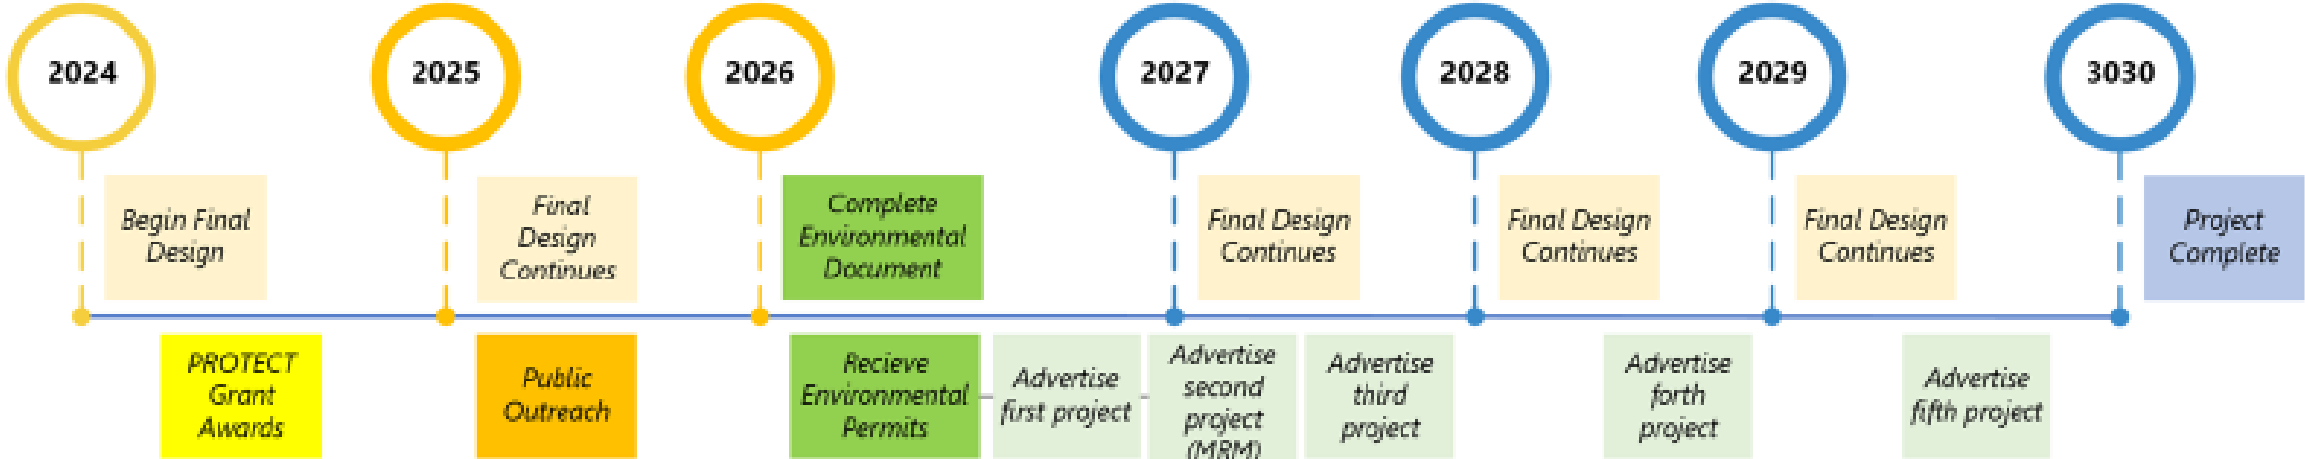 2024
2025
2026
2027
2028
2029
3030
Begin Final
Design
Final
Design
Continues
Complete
Environmental
Document
Final Design
Continues
Final Design
Continues
Final Design
Continues
Project
Complete
PROTECT
Grant
Awards
Public
Outreach
Recieve
Environmental
Permits
Advertise
first project
Advertise
second
project
(MRM)
Advertise
third
project
Advertise
forth
project
Advertise
fifth project